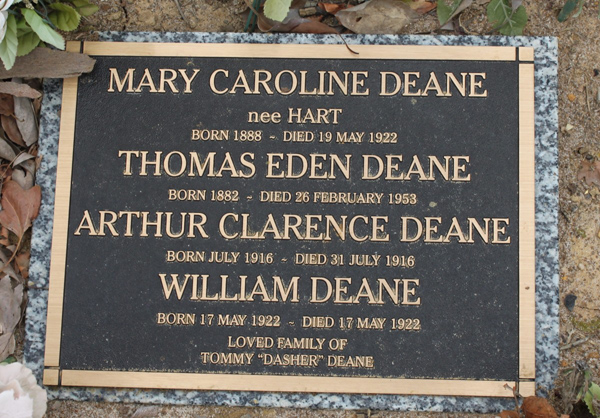 MARY CAROLINE DEANE
nee HART
BORN 1888 - DIED 19 MAY 1922
THOMAS EDEN DEANE
BORN 1882 - DIED 26 FEBRUARY 1953
ARTHUR CLARENCE DEANE
BORN JULY 1916 - DIED 31 JULY 1916
WILLIAM DEANE
BORN 17 MAY 1922 - DIED 17 MAY 1922
LOVED FAMILY OF
TOMMY "DASHER" DEANE